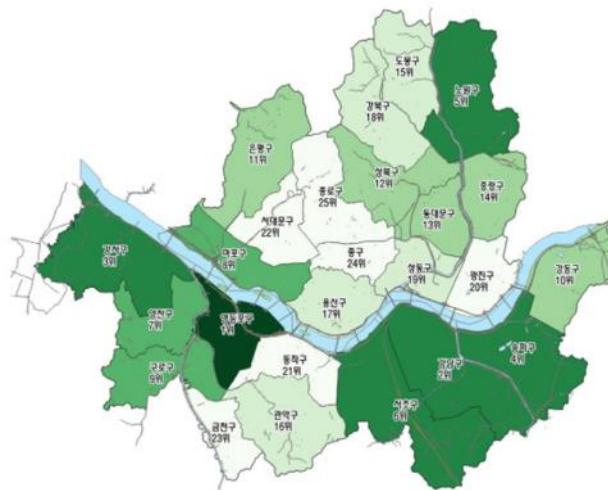 도봉구
15위
노원구
5위
강북구
18위
은평구
11위
성북구
12위
중랑구
14위
종로구
25위
동대문구
13위
서대문구
22위
마포구
8위
중구
24위
성동구
19위
광진구
20위
강동구
10위
강서구
3위
용산구
17위
양천구
7위
영등포구
1위
송파구
4위
강남구
2위
동작구
21위
구로구
9위
서초구
6위
관악구
16위
금천구
23위